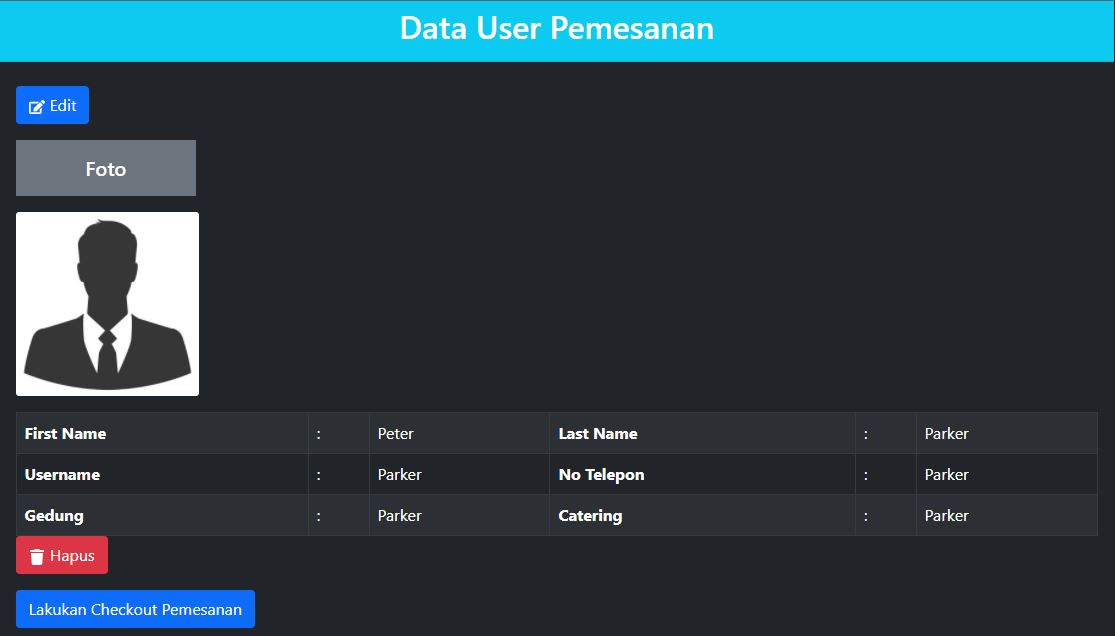 Data User Pemesanan
Edit
Foto
First Name : Peter Last Name : Parker
Username : Parker No Telepon : Parker
Gedung : Parker Catering : Parker
Hapus
Lakukan Checkout Pemesanan